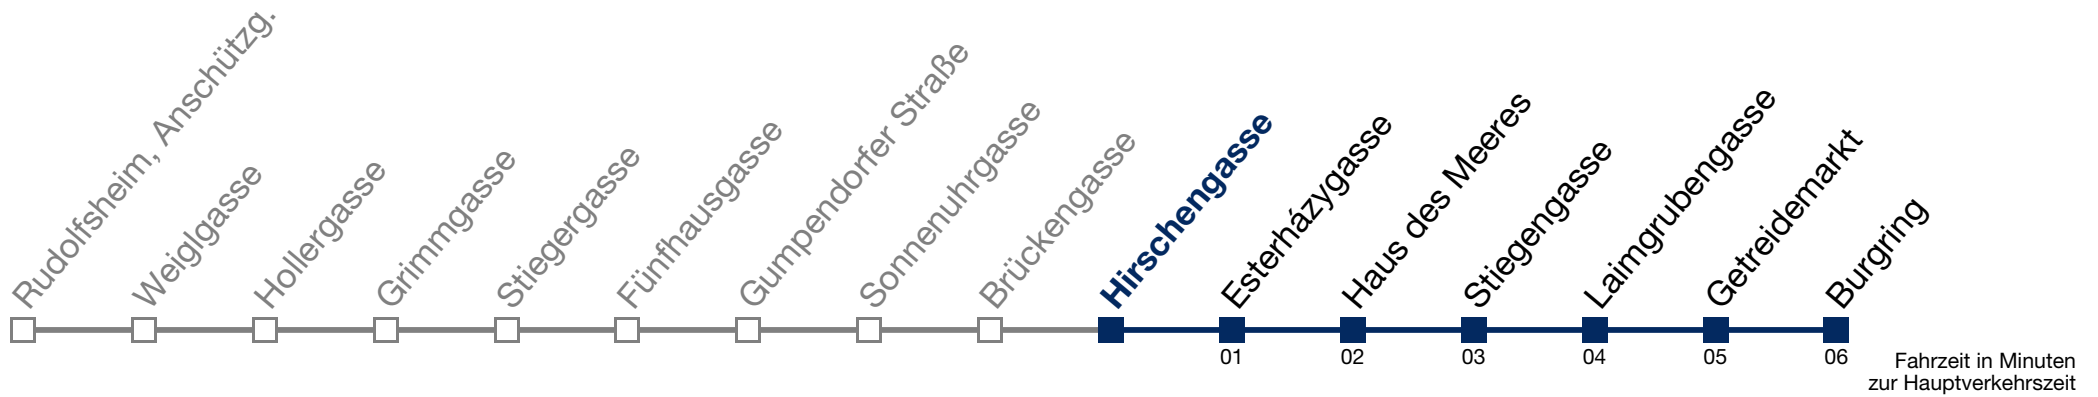 Rudolfsheim, Anschützg.
Weiglgasse
Hollergasse
Grimmgasse
Stiegergasse
Fünfhausgasse
Gumpendorfer Straße
Sonnenuhrgasse
Brückengasse
Hirschengasse
Esterházygasse
Haus des Meeres
Stiegengasse
Laimgrubengasse
Getreidemarkt
Burgring
01
02
03
04
05
06
Fahrzeit in Minuten
zur Hauptverkehrszeit